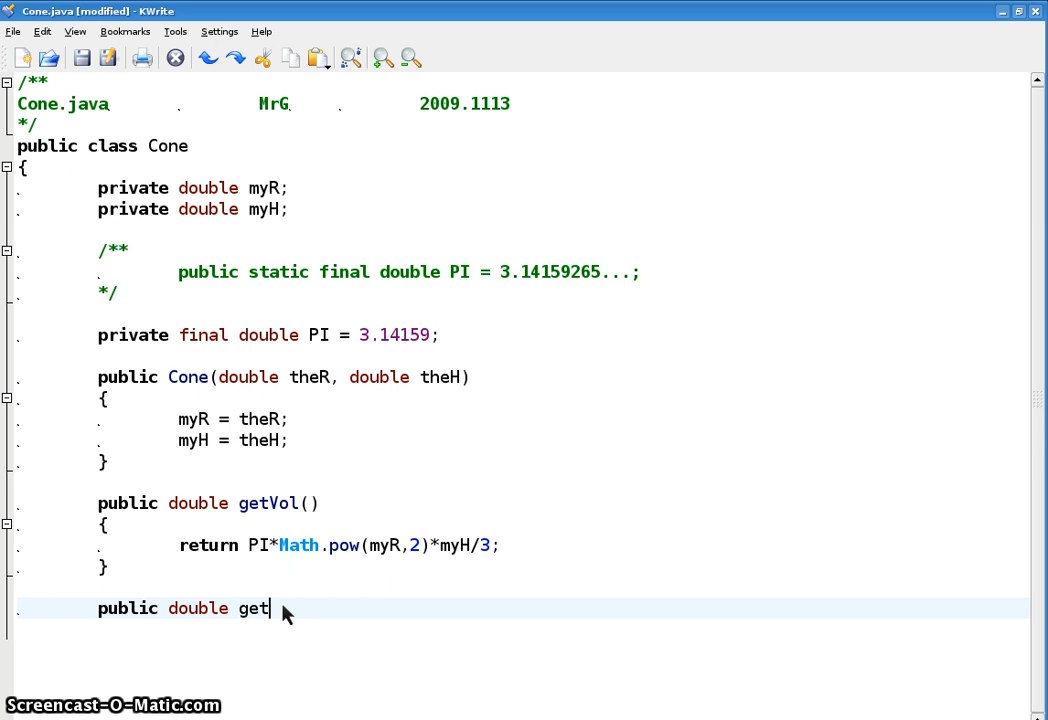 Cone.java [modified] - KWrite
File Edit View Bookmarks Tools Settings Help
/**
Cone.java MrG 2009.1113
*/
public class Cone
{
private double myR;
private double myH;
/**
public static final double PI = 3.14159265...;
*/
private final double PI = 3.14159;
public Cone(double theR, double theH)
{
myR = theR;
myH = theH;
}
public double getVol()
{
return PI*Math.pow(myR,2)*myH/3;
}
public double get
Screencast-O-Matic.com